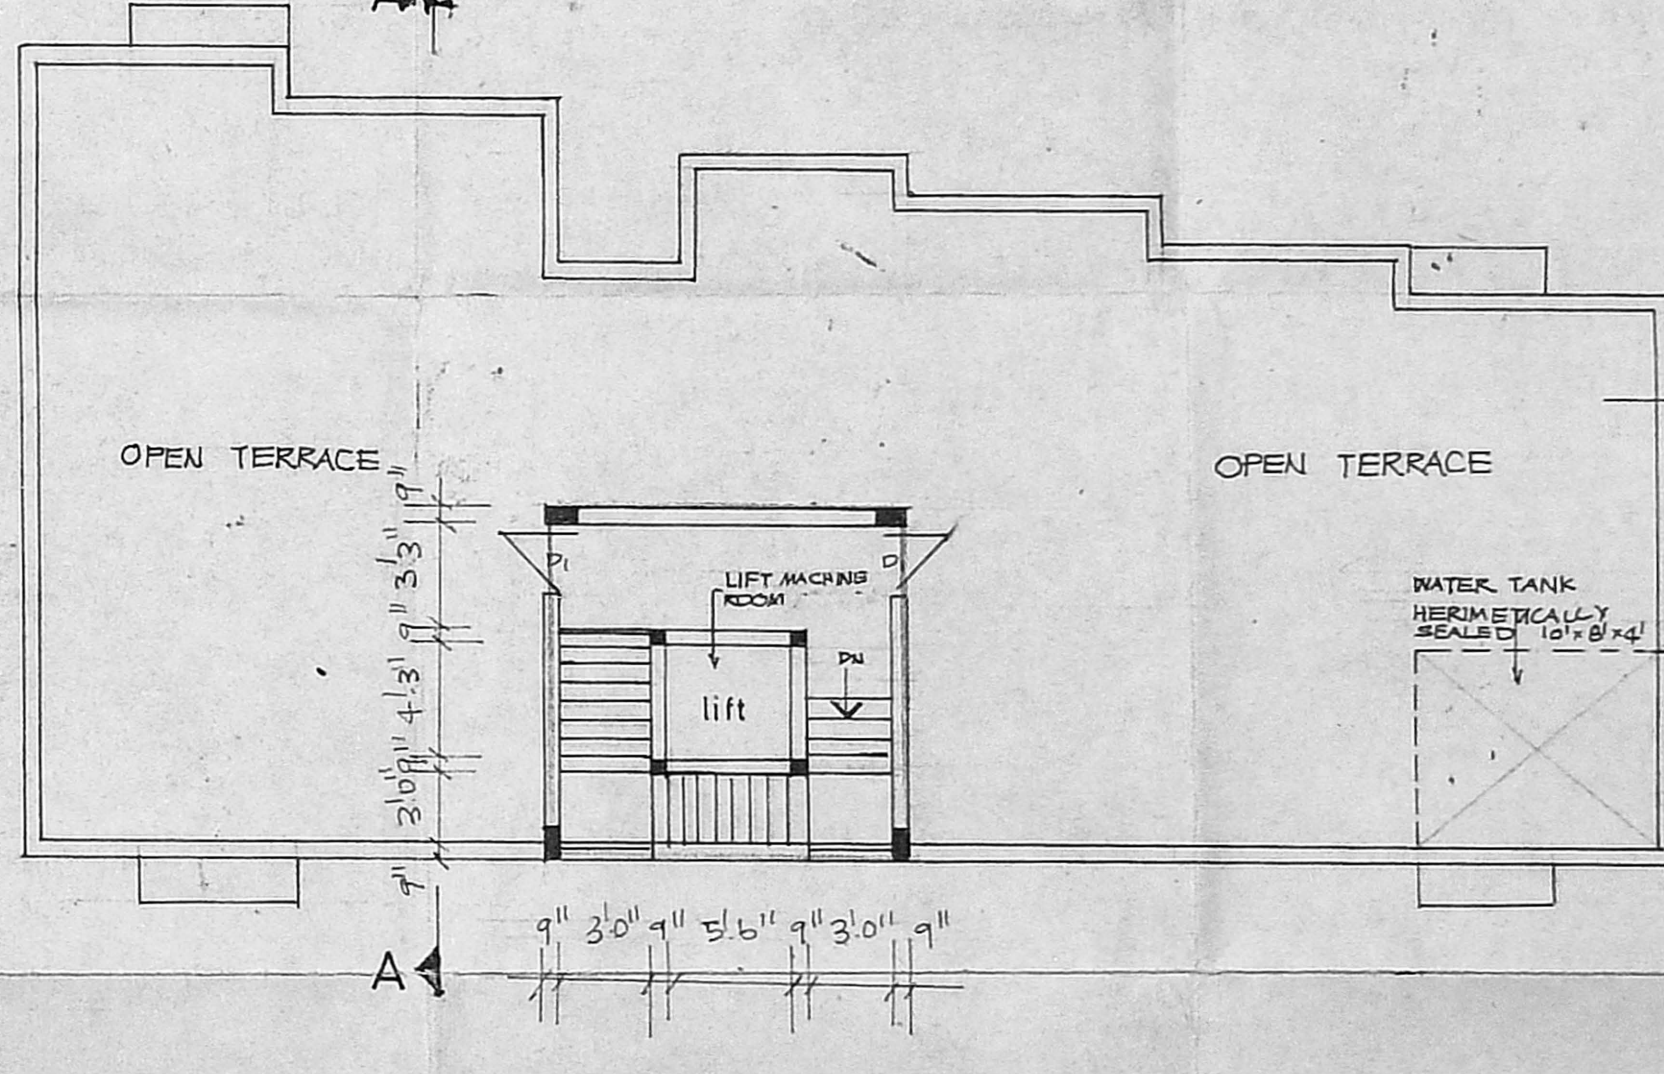 OPEN TERRACE
OPEN TERRACE
9"
3'.3"
9"
4'.3"
9"
3'.0"
9"
D1
D
LIFT MACHINE
ROOM
DN
lift
WATER TANK
HERIMETICALLY
SEALED 10'×8'×4'
9" 3'.0" 9" 5'.6" 9" 3'.0" 9"
A